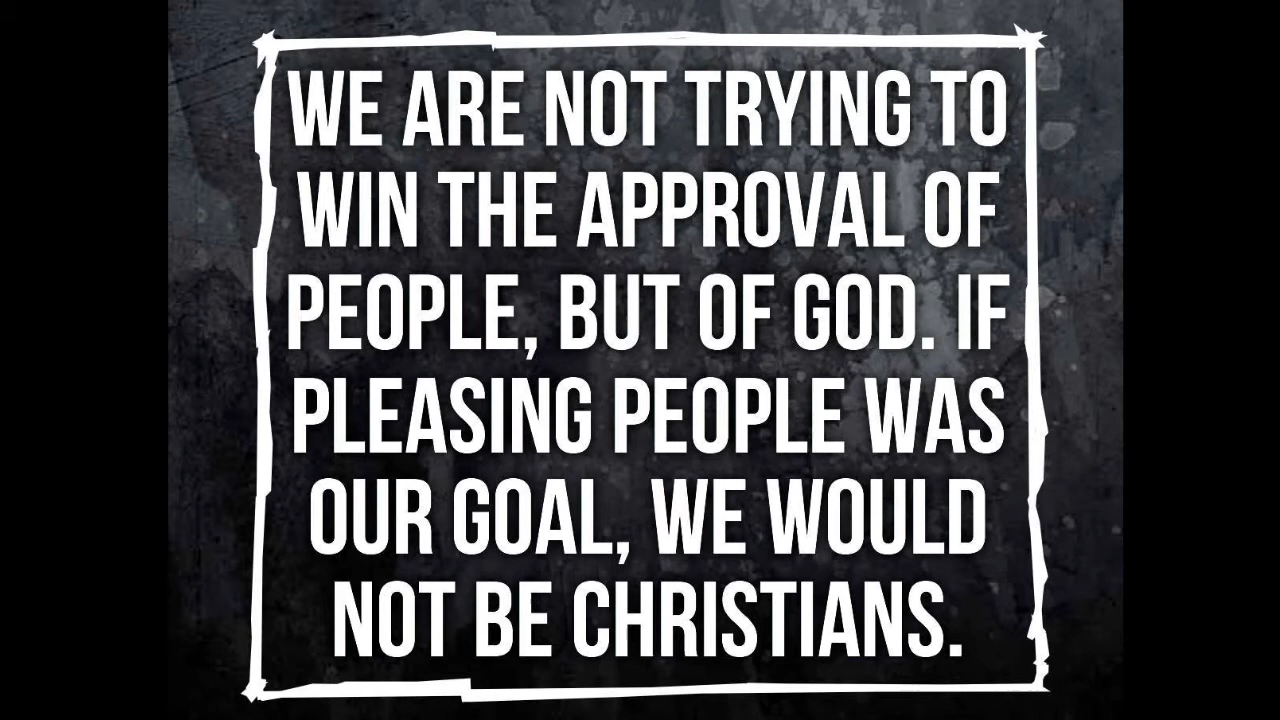 WE ARE NOT TRYING TO
WIN THE APPROVAL OF
PEOPLE, BUT OF GOD. IF
PLEASING PEOPLE WAS
OUR GOAL, WE WOULD
NOT BE CHRISTIANS.